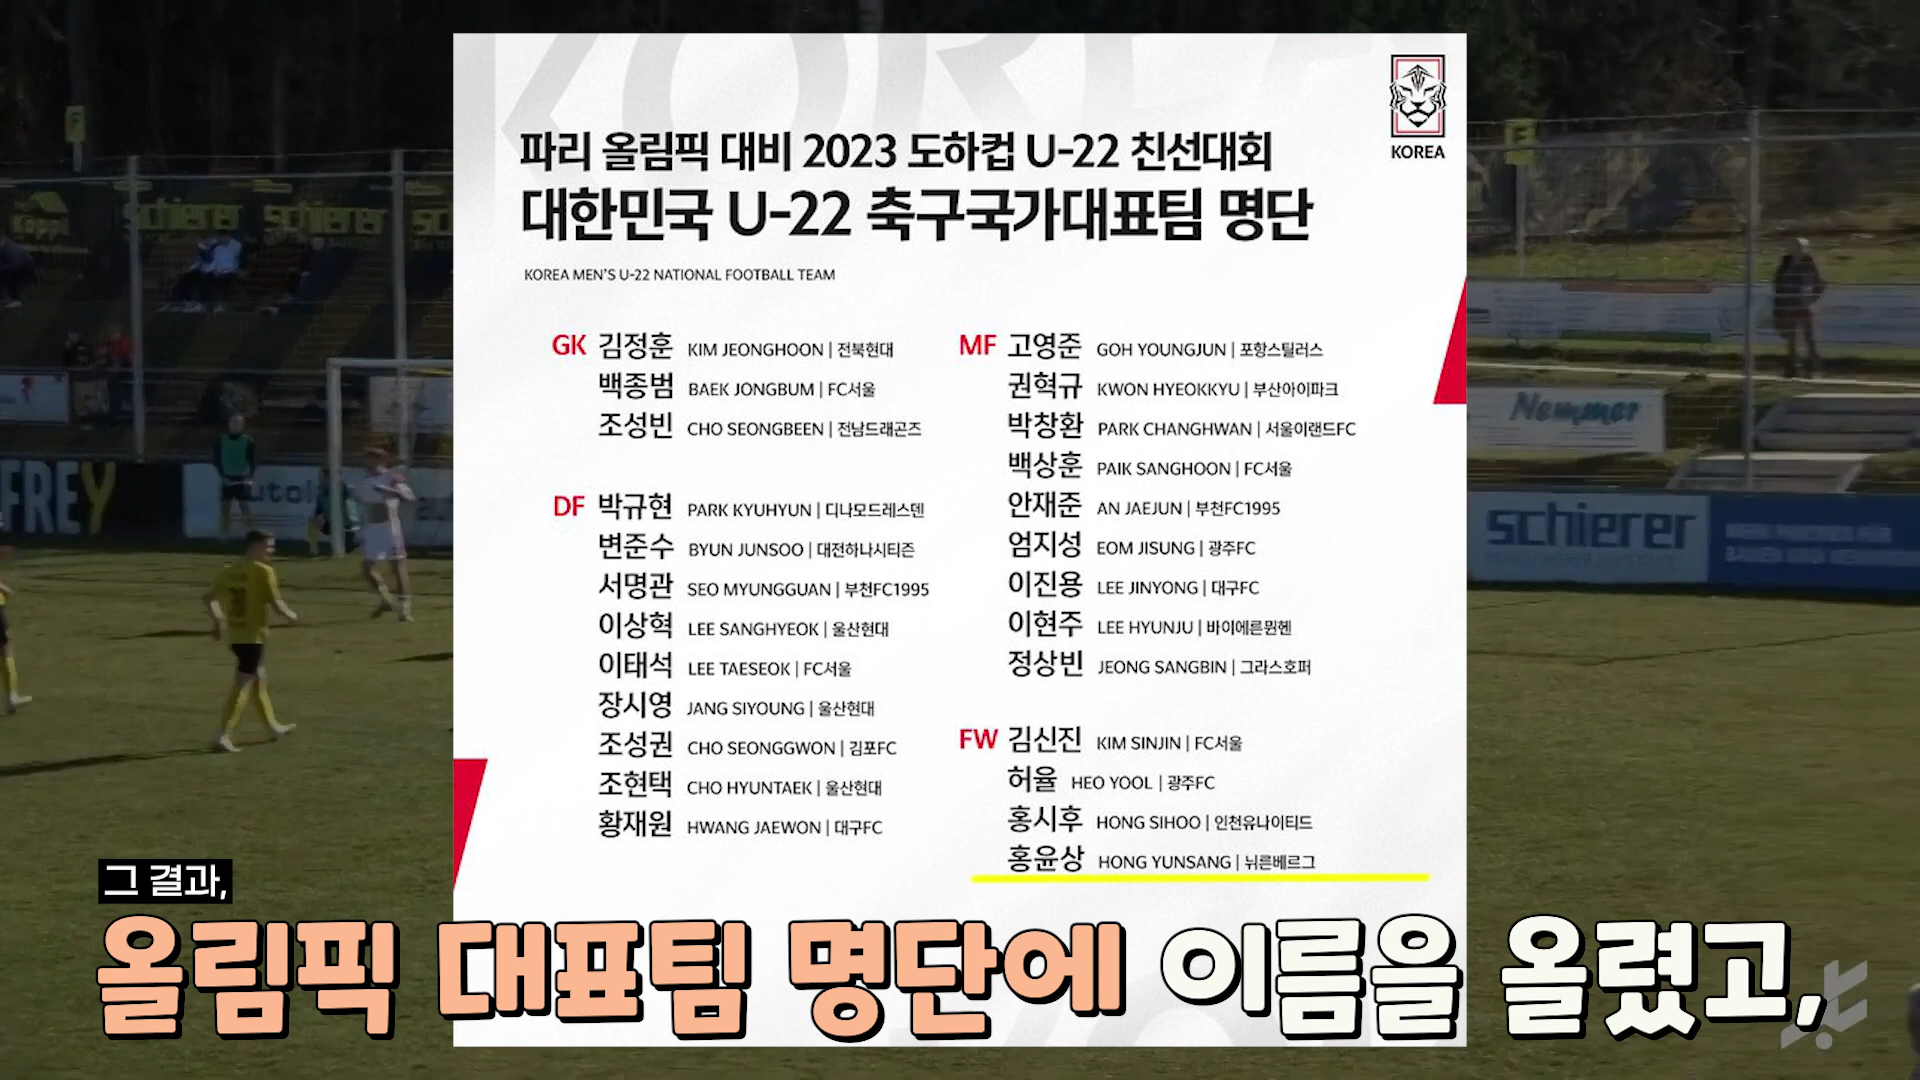 KOREA
파리 올림픽 대비 2023 도하컵 U-22 친선대회
대한민국 U-22 축구국가대표팀 명단
KOREA MEN'S U-22 NATIONAL FOOTBALL TEAM
GK 김정훈 KIM JEONGHOON | 전북현대
백종범 BAEK JONGBUM | FC서울
조성빈 CHO SEONGBEEN | 전남드래곤즈
DF 박규현 PARK KYUHYUN | 디나모드레스덴
변준수 BYUN JUNSOO | 대전하나시티즌
서명관 SEO MYUNGGUAN | 부천FC1995
이상혁 LEE SANGHYEOK | 울산현대
이태석 LEE TAESEOK | FC서울
장시영 JANG SIYOUNG | 울산현대
조성권 CHO SEONGGWON | 김포FC
조현택 CHO HYUNTAEK | 울산현대
황재원 HWANG JAEWON | 대구FC
MF 고영준 GOH YOUNGJUN | 포항스틸러스
권혁규 KWON HYEOKKYU | 부산아이파크
박창환 PARK CHANGHWAN | 서울이랜드FC
백상훈 PAIK SANGHOON | FC서울
안재준 AN JAEJUN | 부천FC1995
엄지성 EOM JISUNG | 광주FC
이진용 LEE JINYONG | 대구FC
이현주 LEE HYUNJU | 바이에른뮌헨
정상빈 JEONG SANGBIN | 그라스호퍼
FW 김신진 KIM SINJIN | FC서울
허율 HEO YOOL | 광주FC
홍시후 HONG SIHOO | 인천유나이티드
홍윤상 HONG YUNSANG | 뉘른베르그
schierer schierer
FREY
Nemmer
schierer
그 결과,
올림픽 대표팀 명단에 이름을 올렸고,